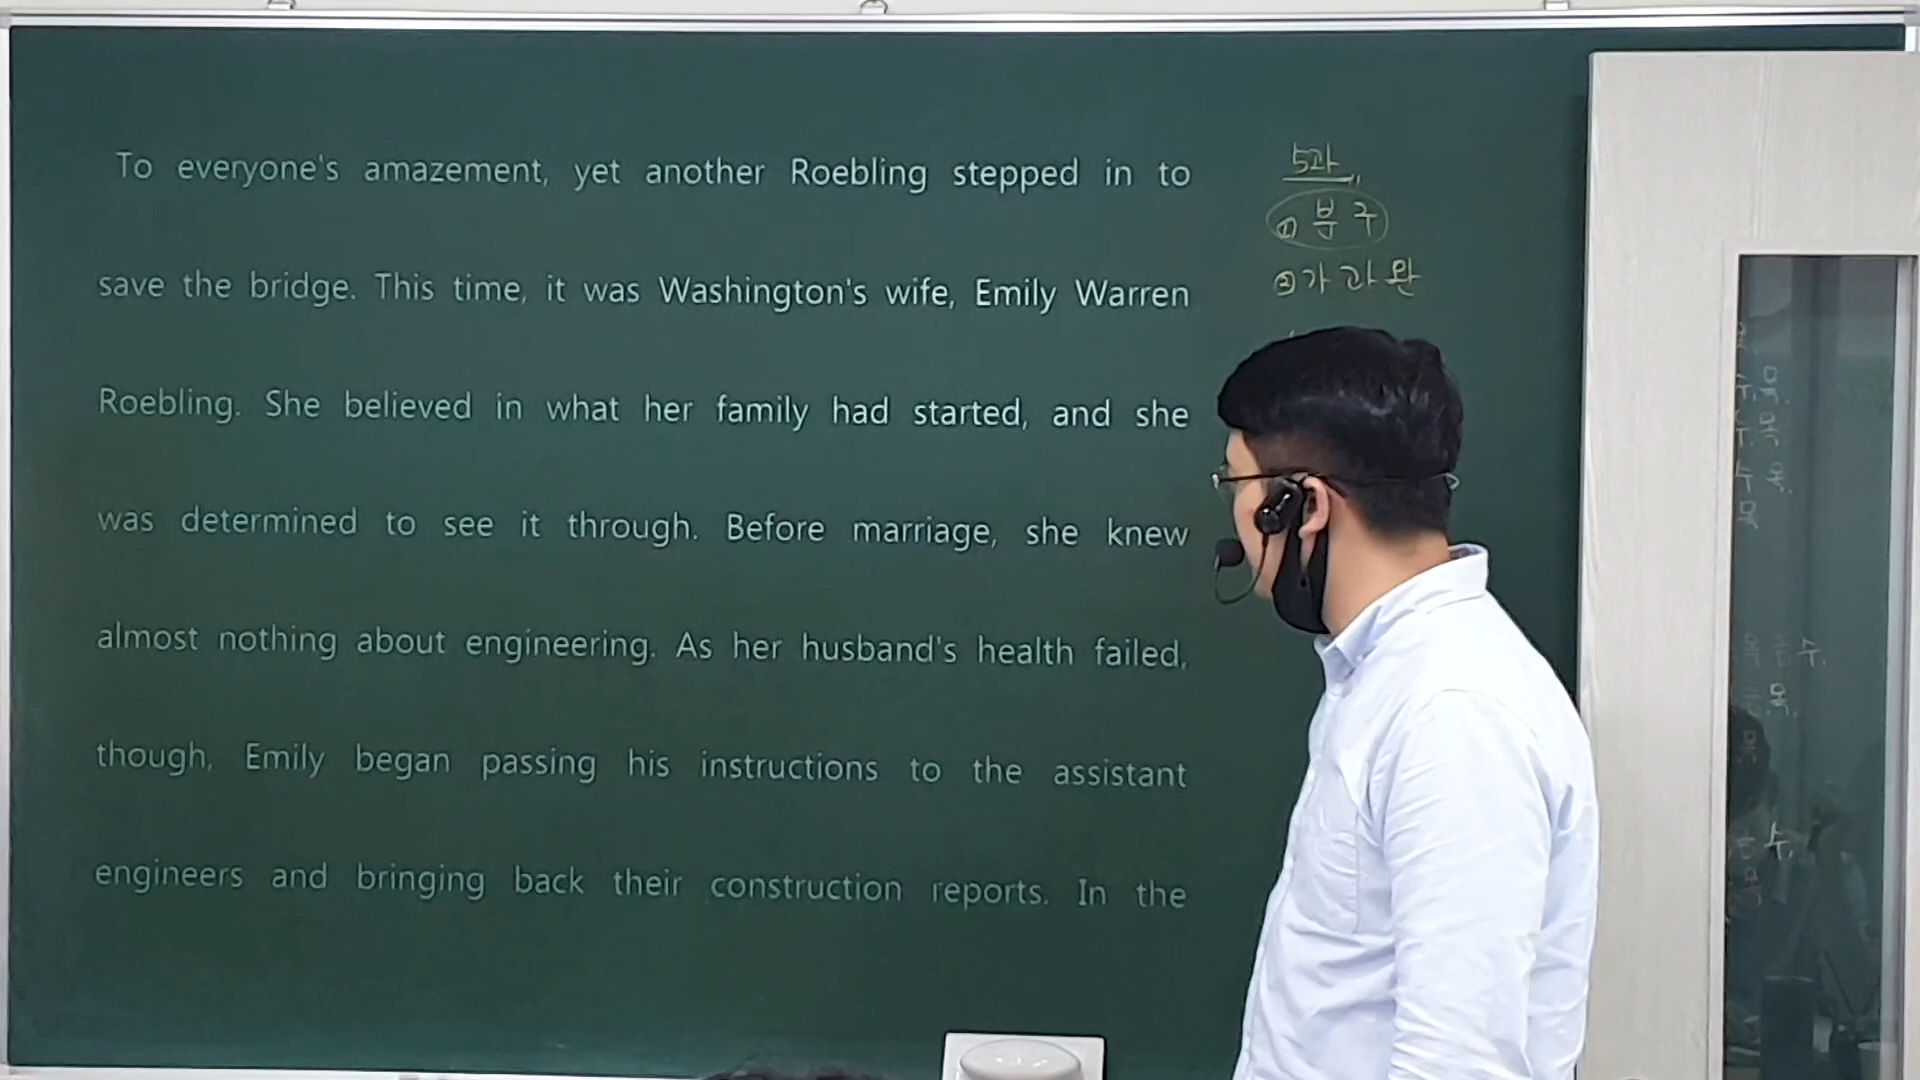 To everyone's amazement, yet another Roebling stepped in to
save the bridge. This time, it was Washington's wife, Emily Warren
Roebling. She believed in what her family had started, and she
was determined to see it through. Before marriage, she knew
almost nothing about engineering. As her husband's health failed,
though, Emily began passing his instructions to the assistant
engineers and bringing back their construction reports. In the
5과
① 분구
② 가과완